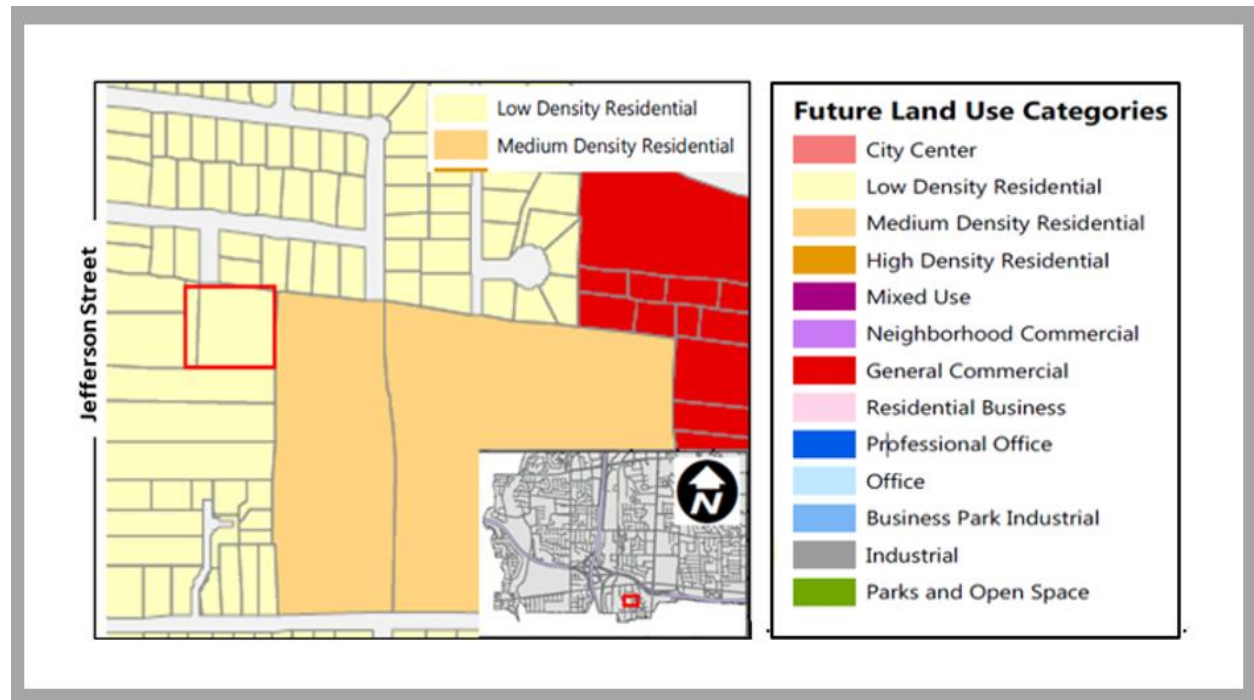 Jefferson Street
Low Density Residential
Medium Density Residential
N
Future Land Use Categories
City Center
Low Density Residential
Medium Density Residential
High Density Residential
Mixed Use
Neighborhood Commercial
General Commercial
Residential Business
Professional Office
Office
Business Park Industrial
Industrial
Parks and Open Space